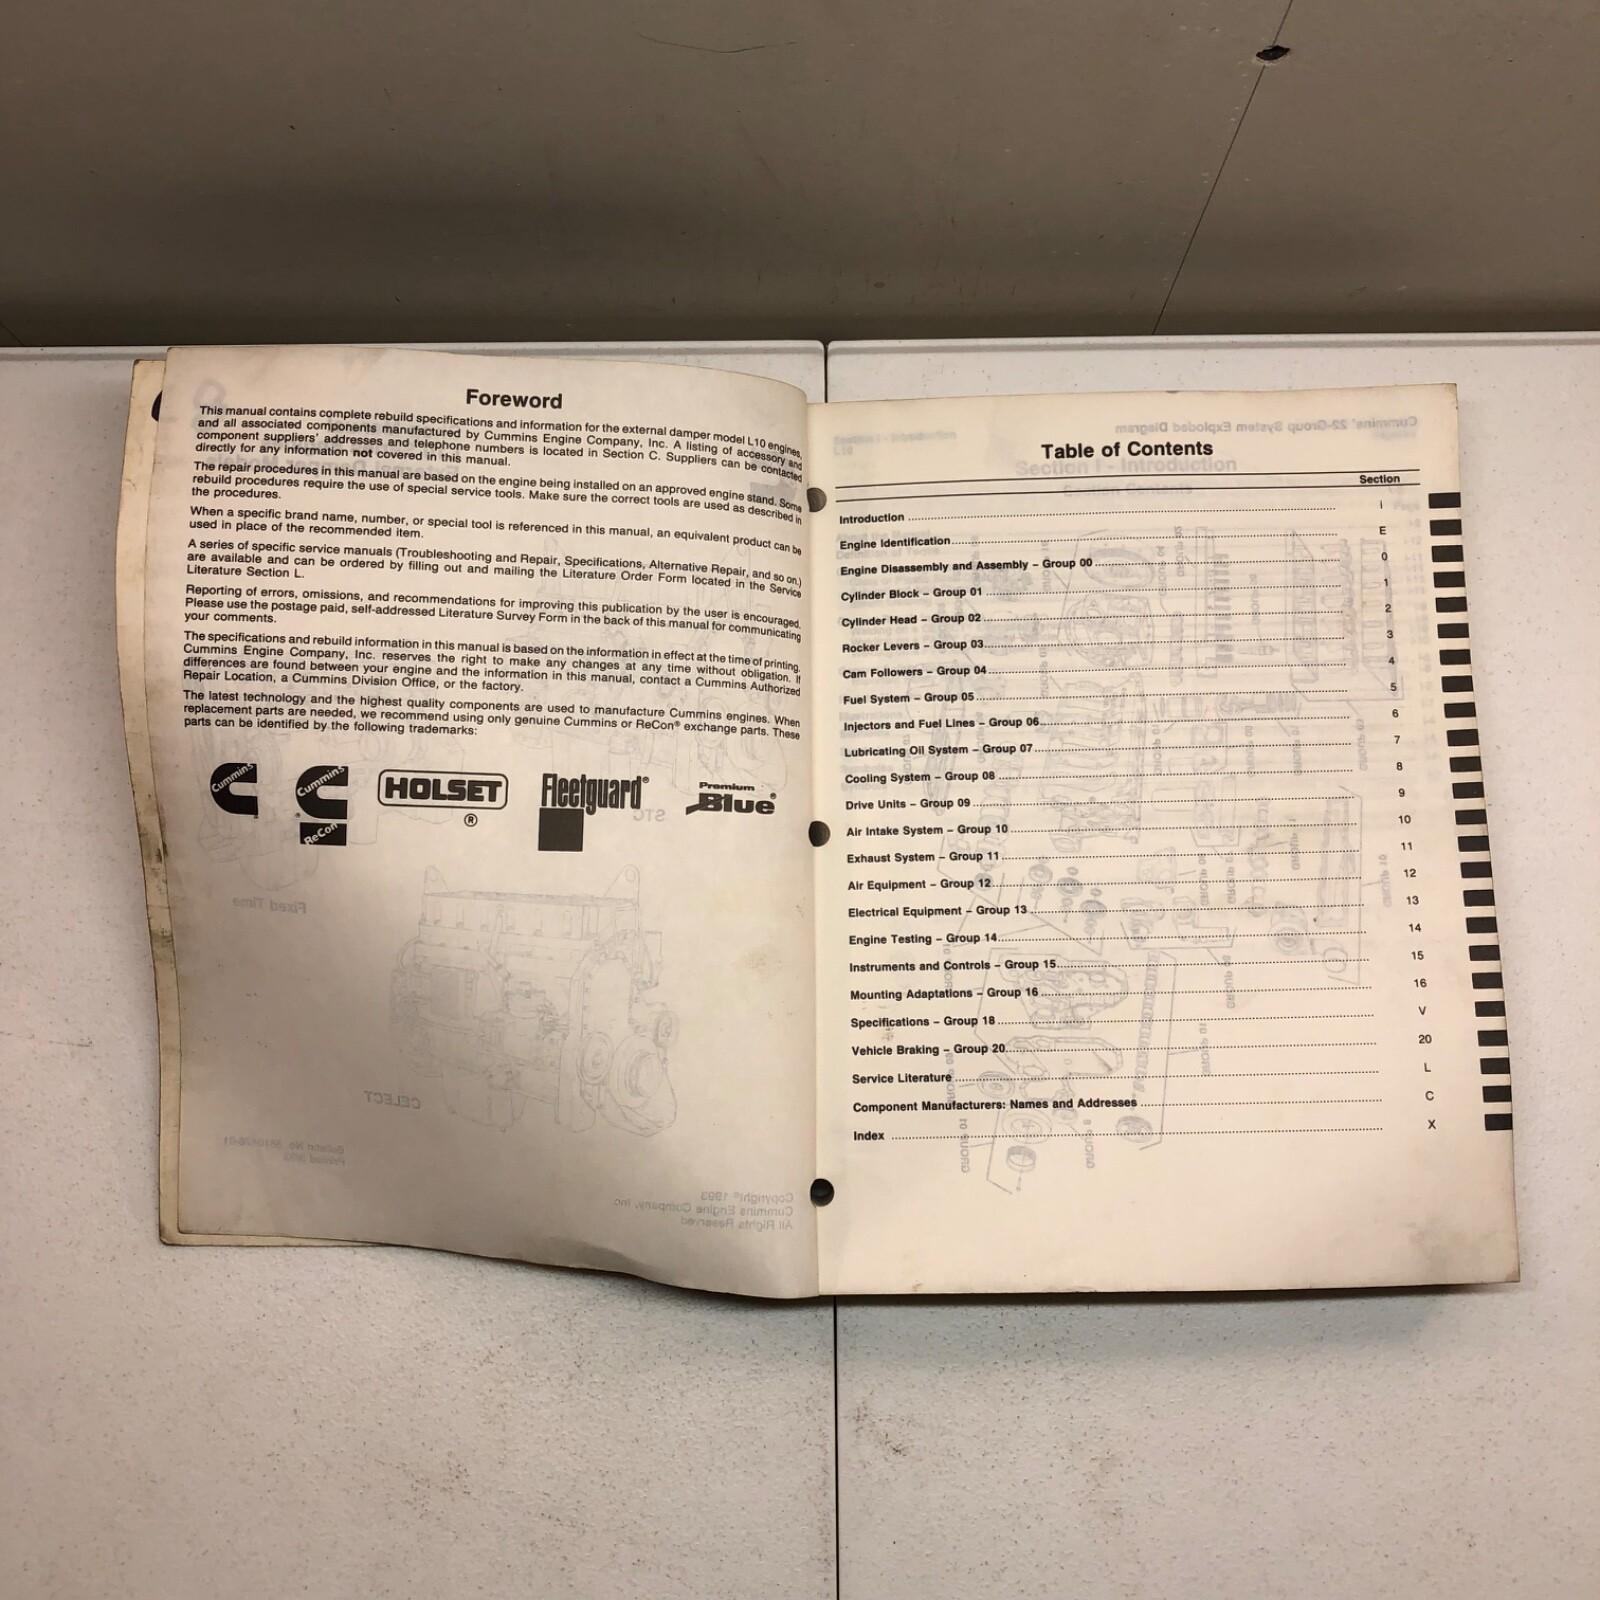 Foreword
This manual contains complete rebuild specifications and information for the external damper model L10 engines,
and all associated components manufactured by Cummins Engine Company, Inc. A listing of accessory and
component suppliers' addresses and telephone numbers is located in Section C. Suppliers can be contacted
directly for any information not covered in this manual.
The repair procedures in this manual are based on the engine being installed on an approved engine stand. Some
rebuild procedures require the use of special service tools. Make sure the correct tools are used as described in
the procedures.
When a specific brand name, number, or special tool is referenced in this manual, an equivalent product can be
used in place of the recommended item.
A series of specific service manuals (Troubleshooting and Repair, Specifications, Alternative Repair, and so on.)
are available and can be ordered by filling out and mailing the Literature Order Form located in the Service
Literature Section L.
Reporting of errors, omissions, and recommendations for improving this publication by the user is encouraged.
Please use the postage paid, self-addressed Literature Survey Form in the back of this manual for communicating
your comments.
The specifications and rebuild information in this manual is based on the information in effect at the time of printing.
Cummins Engine Company, Inc. reserves the right to make any changes at any time without obligation. If
differences are found between your engine and the information in this manual, contact a Cummins Authorized
Repair Location, a Cummins Division Office, or the factory.
The latest technology and the highest quality components are used to manufacture Cummins engines. When
replacement parts are needed, we recommend using only genuine Cummins or ReCon® exchange parts. These
parts can be identified by the following trademarks:
Cummins
Cummins
ReCon
HOLSET
®
Fleetguard®
Premium
Blue®
STC
Fixed Time
CELECT
Copyright© 1993
Cummins Engine Company, Inc.
All Rights Reserved
Cummins' 22-Group System Exploded Diagram
Table of Contents
Section I - Introduction
Section
Introduction .......... i
Engine Identification .......... E
Engine Disassembly and Assembly – Group 00 .......... 0
Cylinder Block – Group 01 .......... 1
Cylinder Head – Group 02 .......... 2
Rocker Levers – Group 03 .......... 3
Cam Followers – Group 04 .......... 4
Fuel System – Group 05 .......... 5
Injectors and Fuel Lines – Group 06 .......... 6
Lubricating Oil System – Group 07 .......... 7
Cooling System – Group 08 .......... 8
Drive Units – Group 09 .......... 9
Air Intake System – Group 10 .......... 10
Exhaust System – Group 11 .......... 11
Air Equipment – Group 12 .......... 12
Electrical Equipment – Group 13 .......... 13
Engine Testing – Group 14 .......... 14
Instruments and Controls – Group 15 .......... 15
Mounting Adaptations – Group 16 .......... 16
Specifications – Group 18 .......... V
Vehicle Braking – Group 20 .......... 20
Service Literature .......... L
Component Manufacturers: Names and Addresses .......... C
Index .......... X